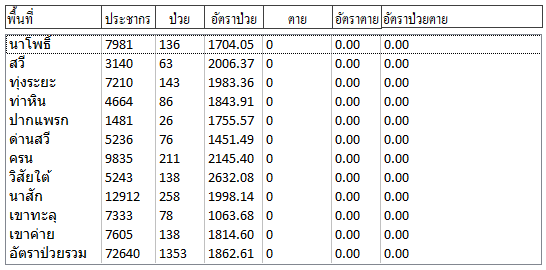 พื้นที่ ประชากร ป่วย อัตราป่วย ตาย อัตราตาย อัตราป่วยตาย
นาโพธิ์ 7981 136 1704.05 0 0.00 0.00
สวี 3140 63 2006.37 0 0.00 0.00
ทุ่งระยะ 7210 143 1983.36 0 0.00 0.00
ท่าหิน 4664 86 1843.91 0 0.00 0.00
ปากแพรก 1481 26 1755.57 0 0.00 0.00
ด่านสวี 5236 76 1451.49 0 0.00 0.00
ครน 9835 211 2145.40 0 0.00 0.00
วิสัยใต้ 5243 138 2632.08 0 0.00 0.00
นาสัก 12912 258 1998.14 0 0.00 0.00
เขาทะลุ 7333 78 1063.68 0 0.00 0.00
เขาค่าย 7605 138 1814.60 0 0.00 0.00
อัตราป่วยรวม 72640 1353 1862.61 0 0.00 0.00